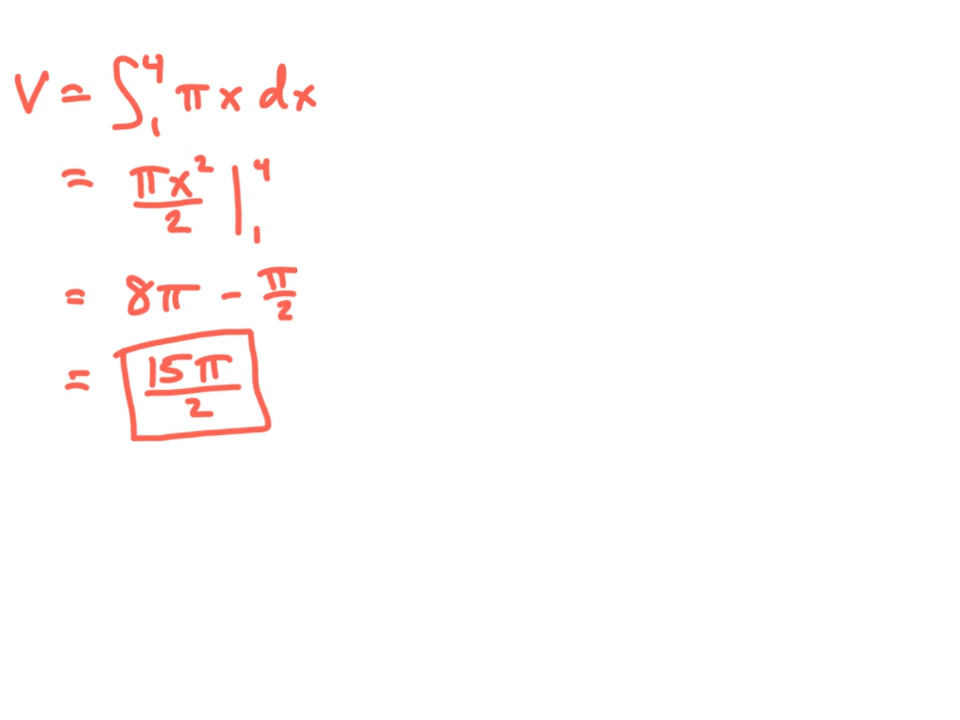 V = ∫₁⁴ πx dx
= πx²/2 |₁⁴
= 8π - π/2
= 15π/2